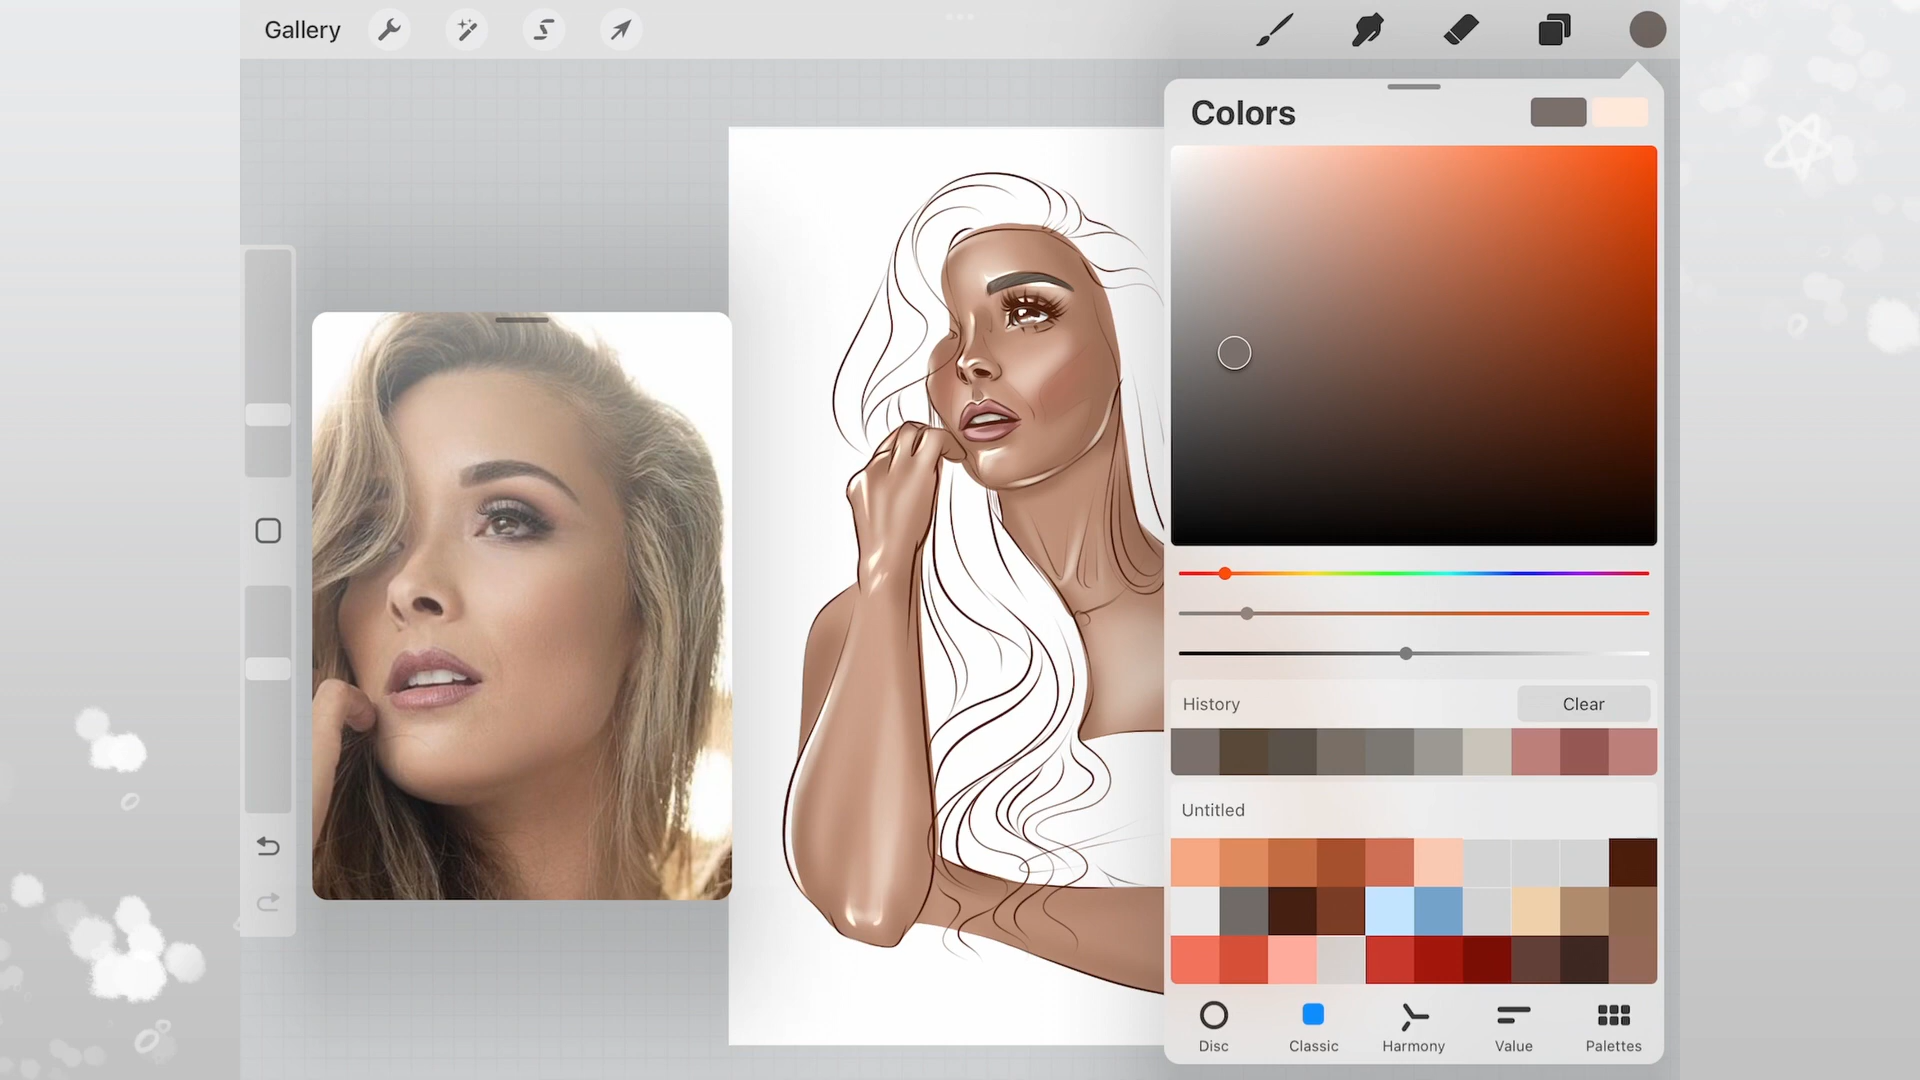 Gallery
Colors
History
Clear
Untitled
Disc
Classic
Harmony
Value
Palettes